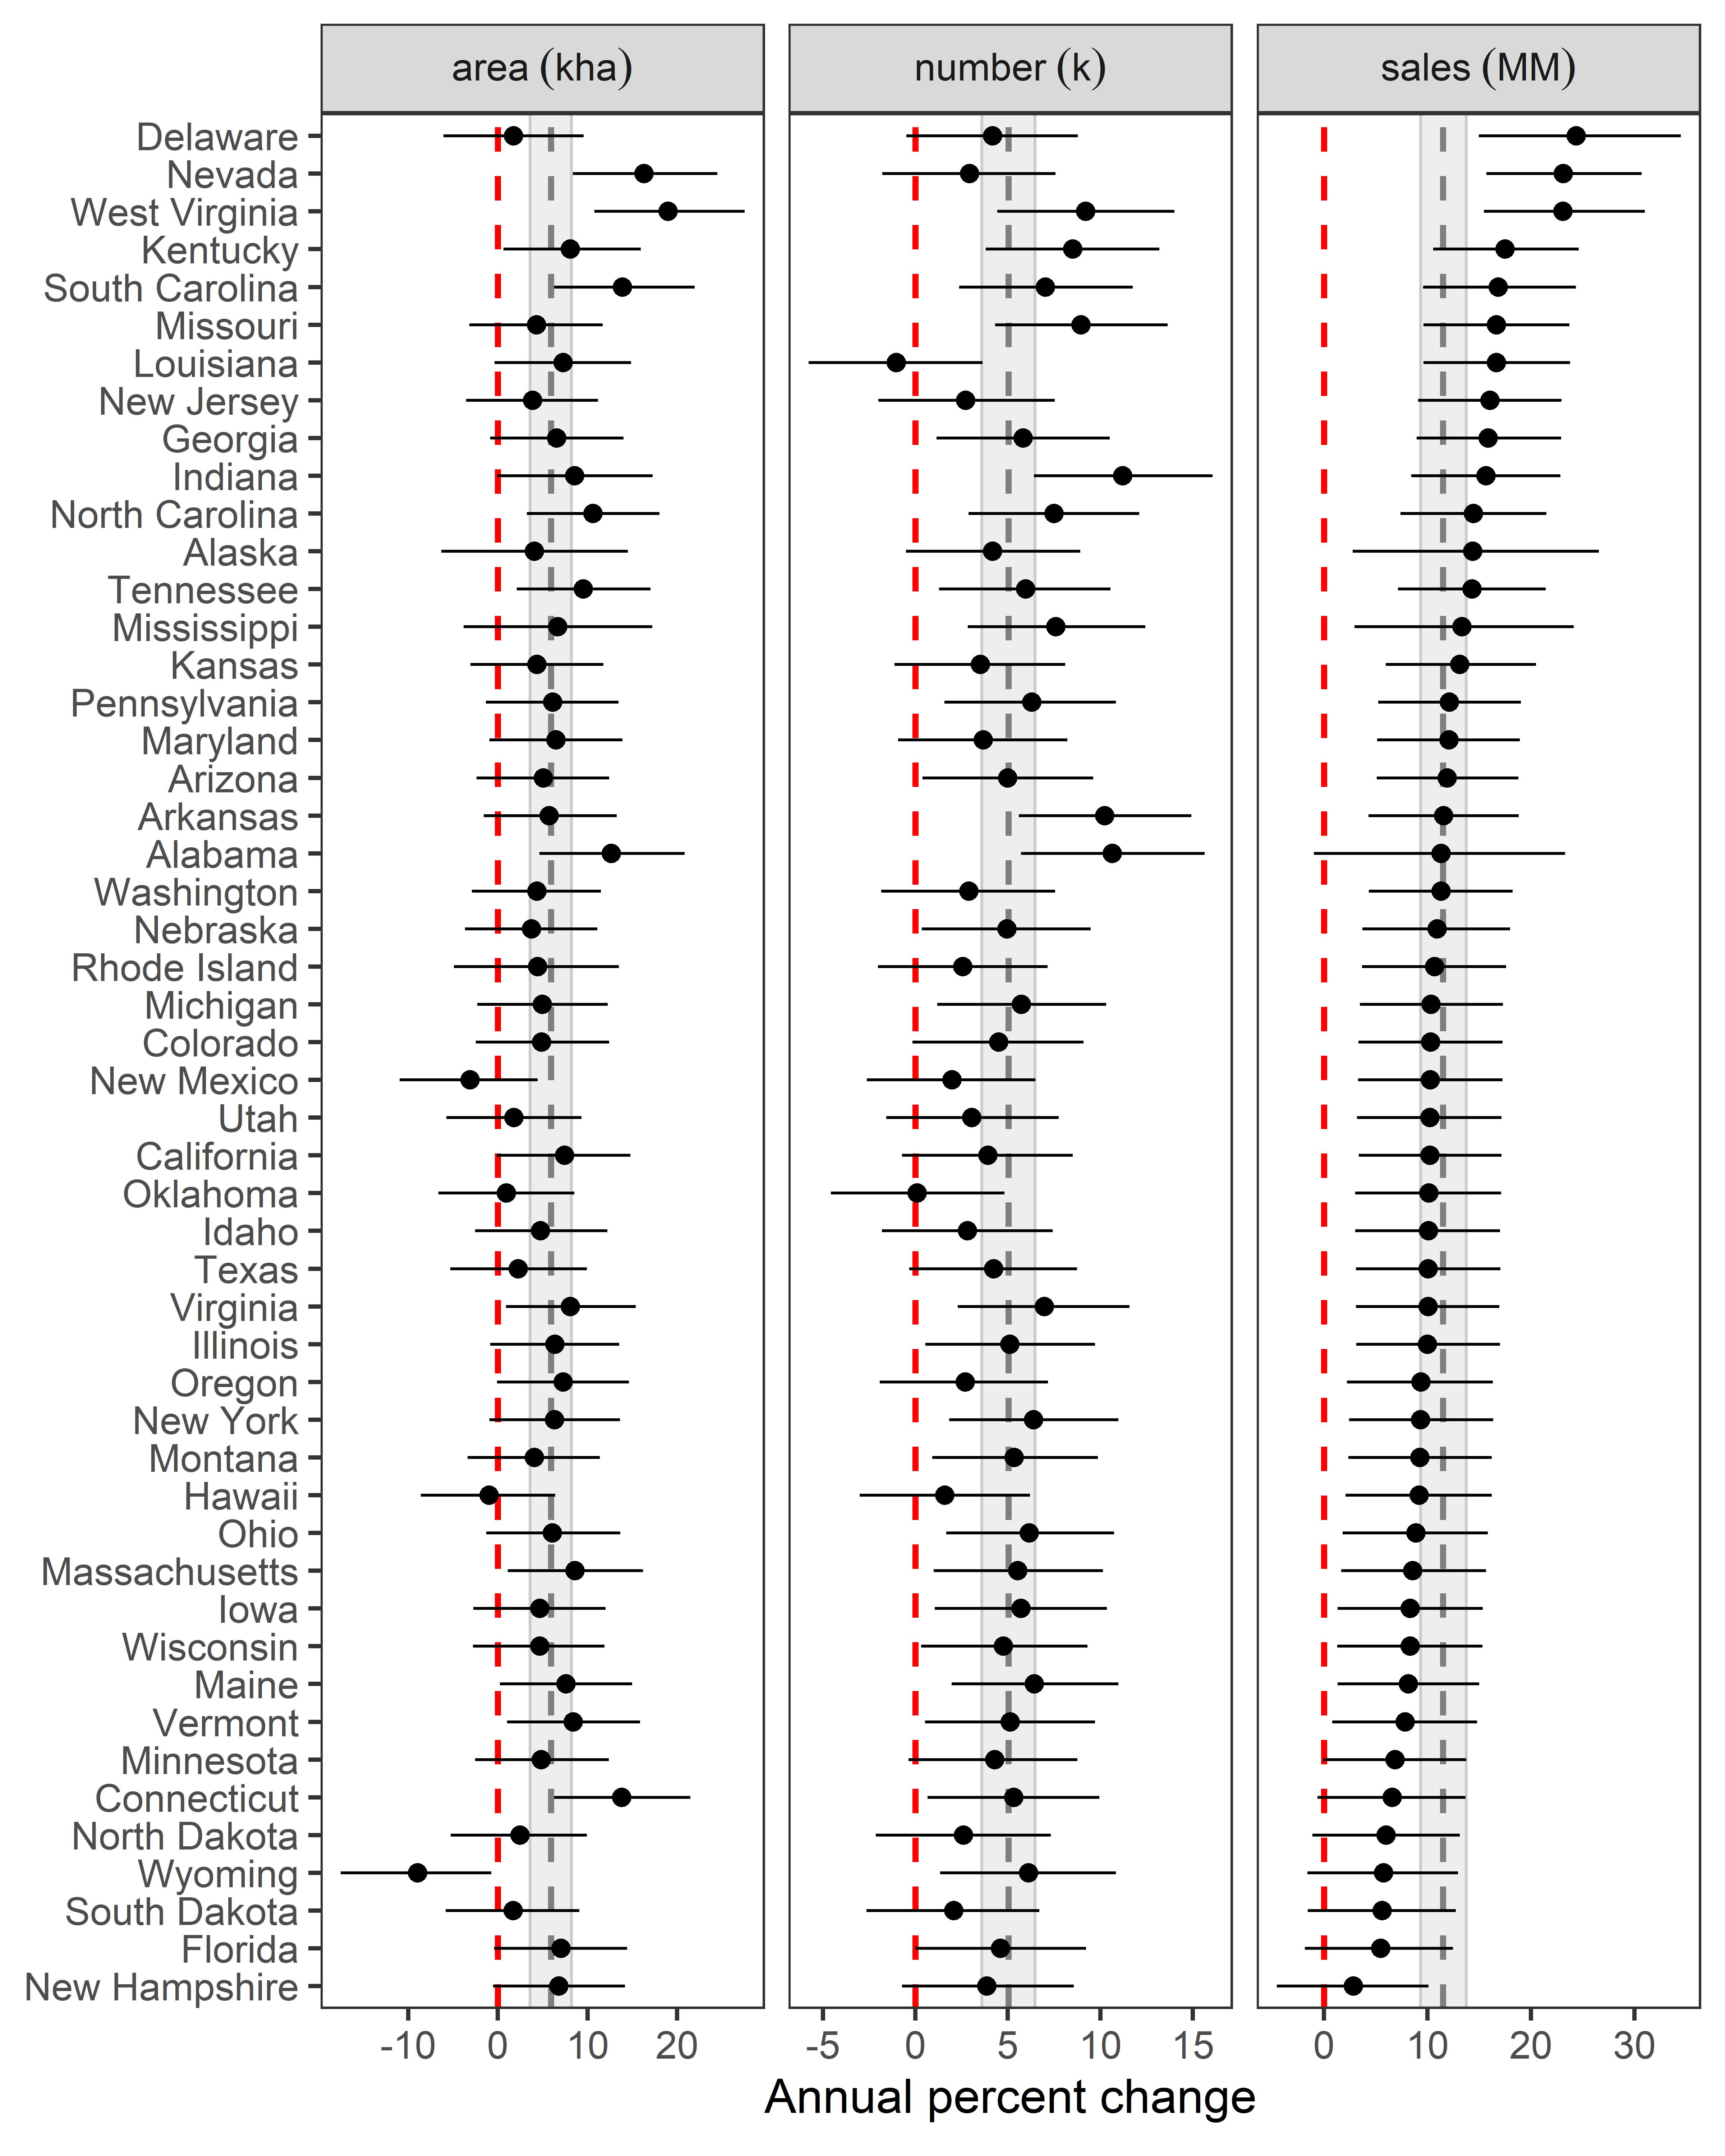 area (kha) number (k) sales (MM)
Delaware
Nevada
West Virginia
Kentucky
South Carolina
Missouri
Louisiana
New Jersey
Georgia
Indiana
North Carolina
Alaska
Tennessee
Mississippi
Kansas
Pennsylvania
Maryland
Arizona
Arkansas
Alabama
Washington
Nebraska
Rhode Island
Michigan
Colorado
New Mexico
Utah
California
Oklahoma
Idaho
Texas
Virginia
Illinois
Oregon
New York
Montana
Hawaii
Ohio
Massachusetts
Iowa
Wisconsin
Maine
Vermont
Minnesota
Connecticut
North Dakota
Wyoming
South Dakota
Florida
New Hampshire
-10 0 10 20 -5 0 5 10 15 0 10 20 30
Annual percent change